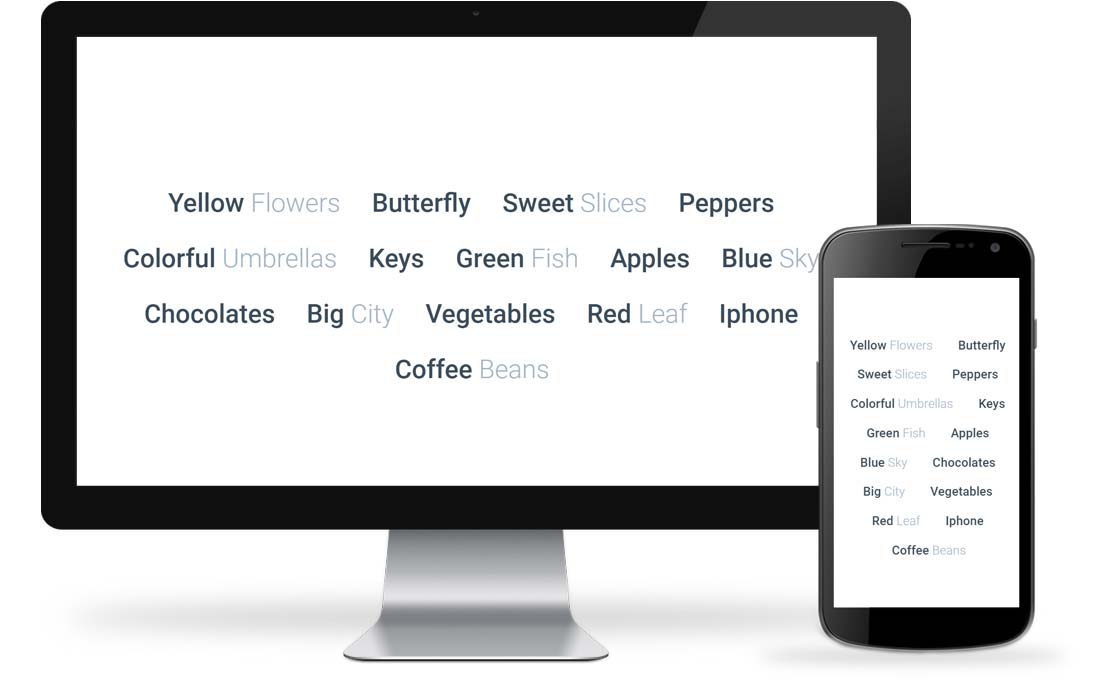 Yellow Flowers Butterfly Sweet Slices Peppers
Colorful Umbrellas Keys Green Fish Apples Blue Sky
Chocolates Big City Vegetables Red Leaf Iphone
Coffee Beans
Yellow Flowers Butterfly
Sweet Slices Peppers
Colorful Umbrellas Keys
Green Fish Apples
Blue Sky Chocolates
Big City Vegetables
Red Leaf Iphone
Coffee Beans